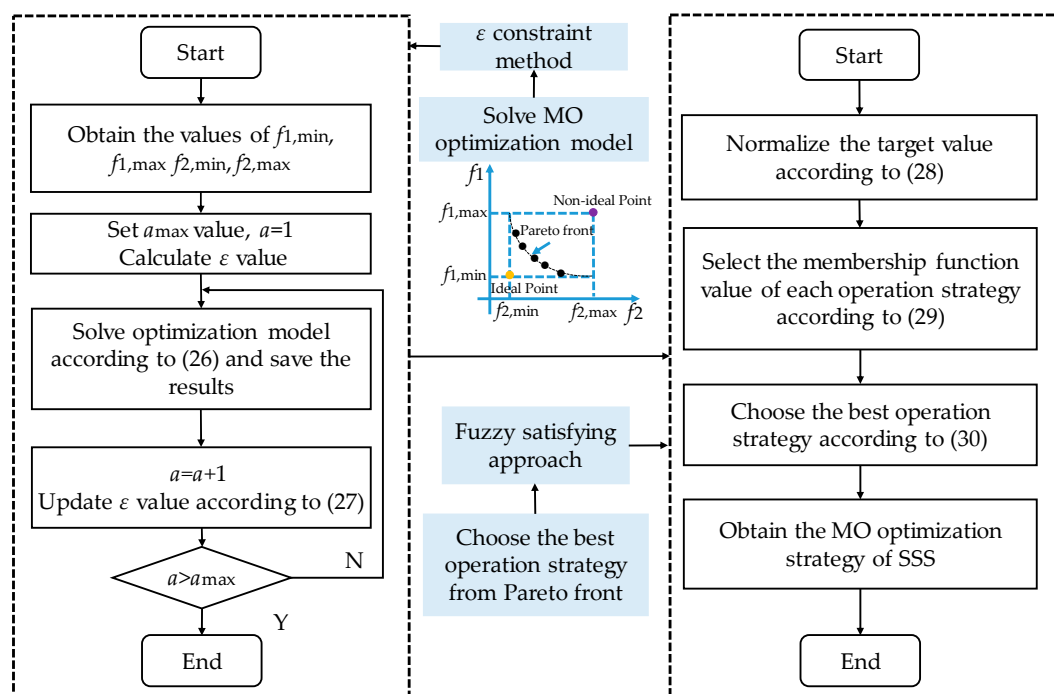 Start
Obtain the values of f1,min,
f1,max f2,min, f2,max
Set amax value, a=1
Calculate ε value
Solve optimization model
according to (26) and save the
results
a=a+1
Update ε value according to (27)
a>amax
N
Y
End
ε constraint
method
Solve MO
optimization model
f1
Non-ideal Point
f1,max
Pareto front
f1,min
Ideal Point
f2,min
f2,max
f2
Fuzzy satisfying
approach
Choose the best
operation strategy
from Pareto front
Start
Normalize the target value
according to (28)
Select the membership function
value of each operation strategy
according to (29)
Choose the best operation
strategy according to (30)
Obtain the MO optimization
strategy of SSS
End